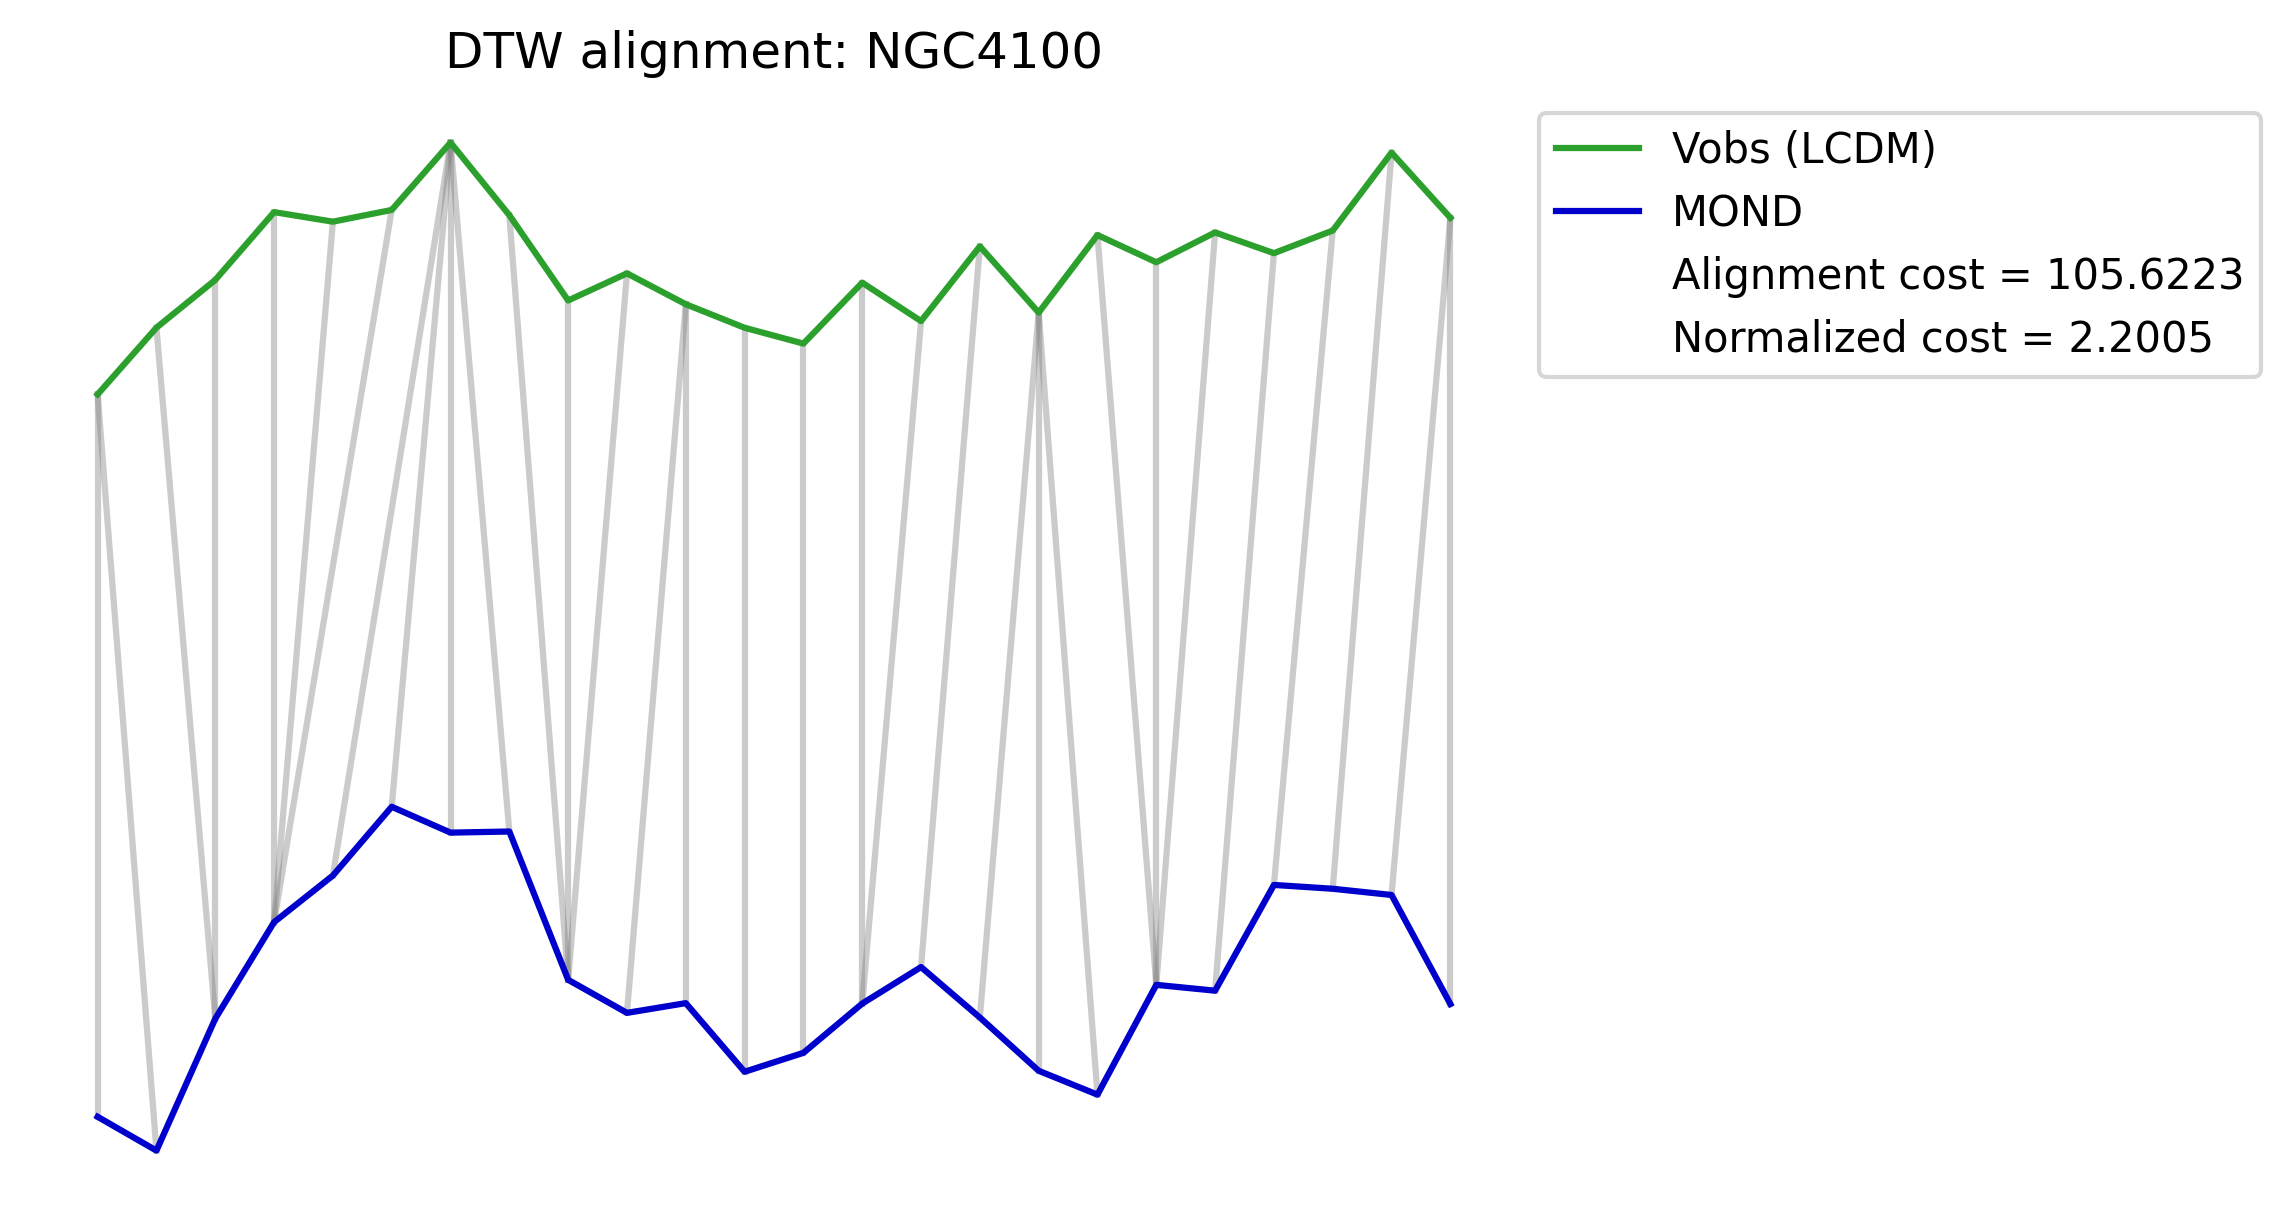 DTW alignment: NGC4100
Vobs (LCDM)
MOND
Alignment cost = 105.6223
Normalized cost = 2.2005